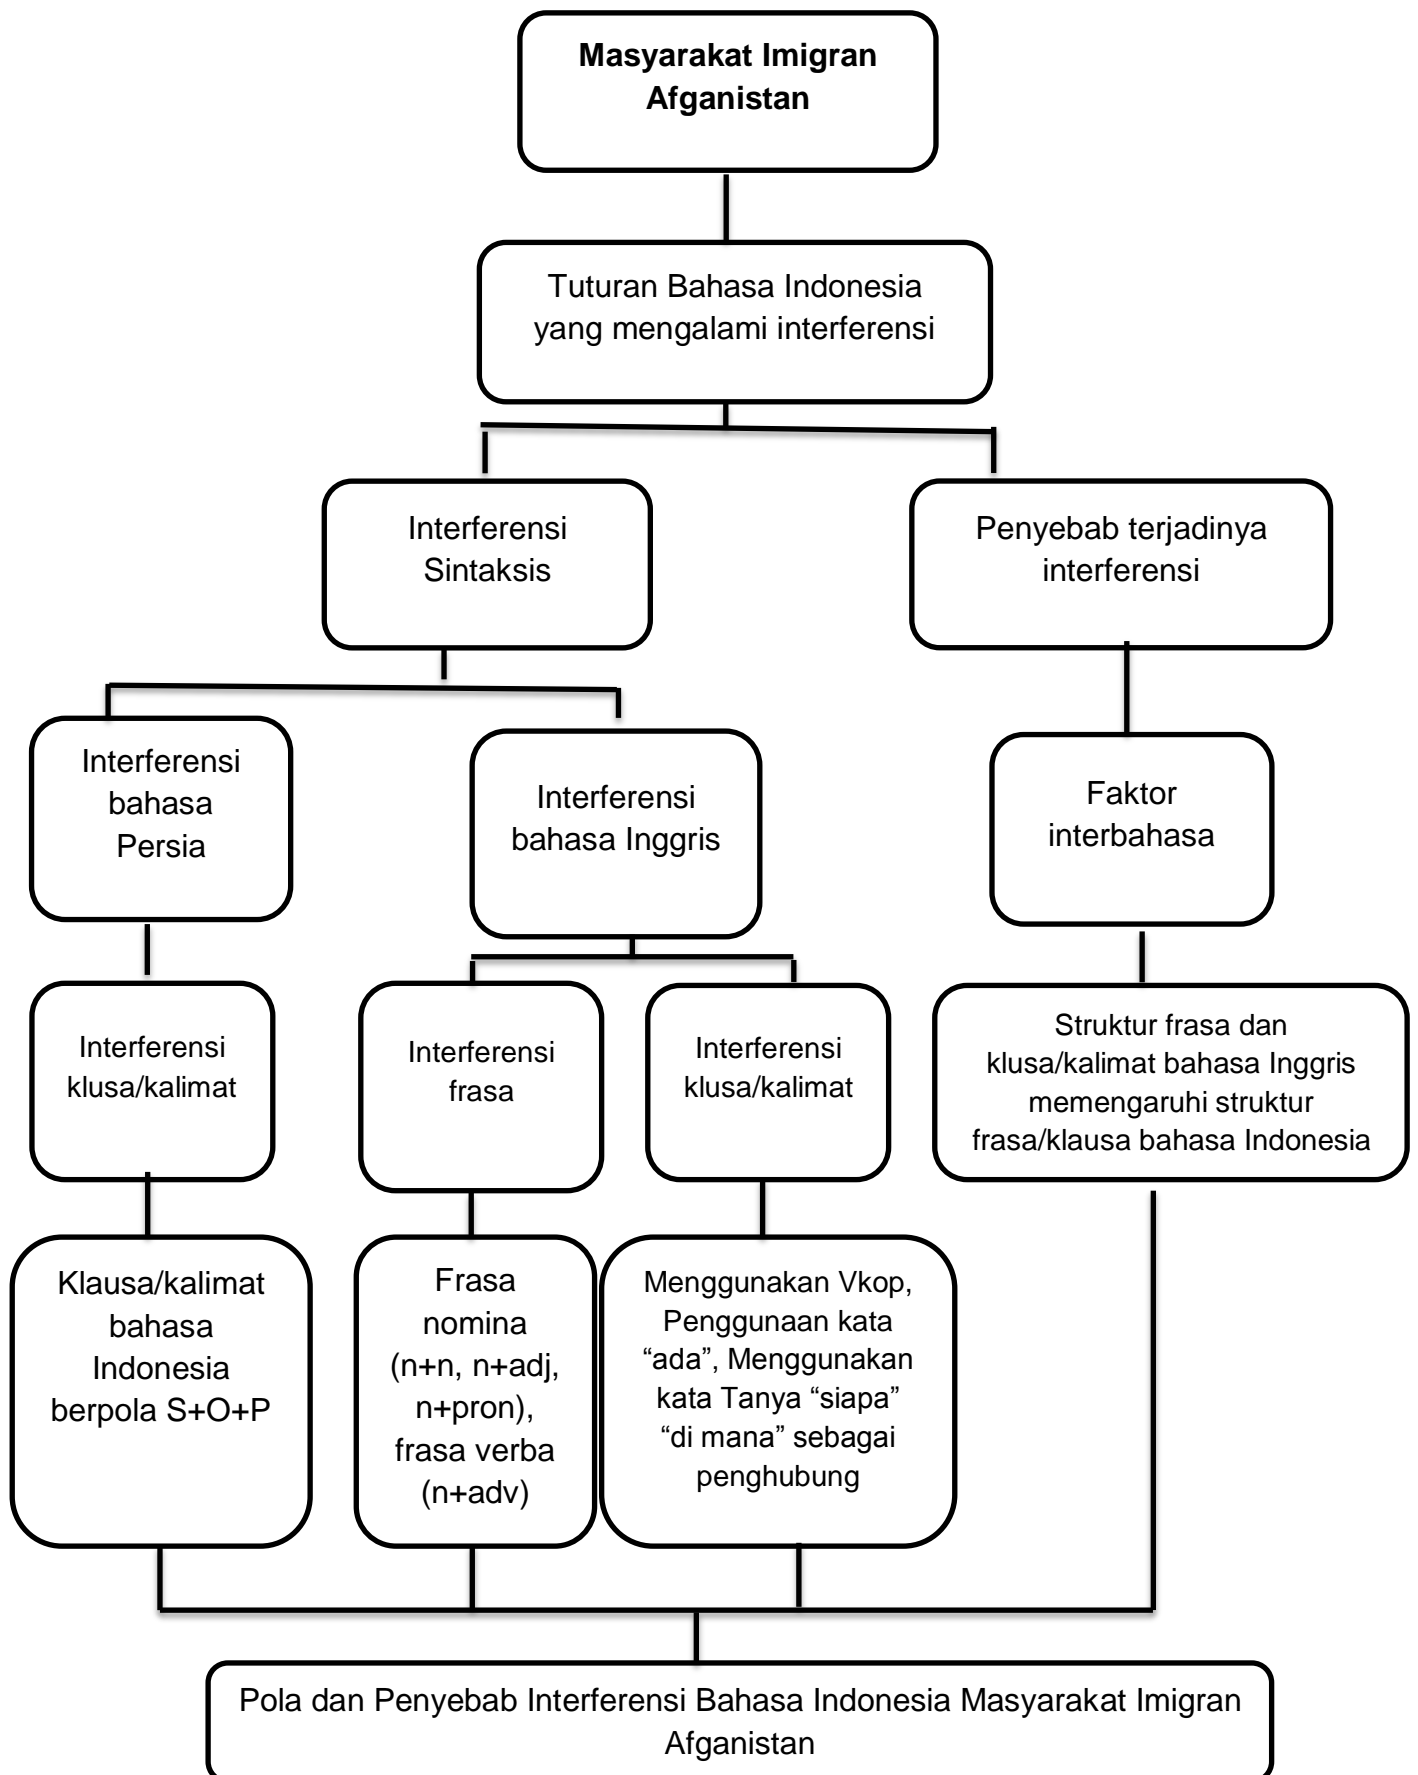 Masyarakat Imigran
Afganistan
Tuturan Bahasa Indonesia
yang mengalami interferensi
Interferensi
Sintaksis
Penyebab terjadinya
interferensi
Interferensi
bahasa
Persia
Interferensi
bahasa Inggris
Faktor
interbahasa
Interferensi
klusa/kalimat
Interferensi
frasa
Interferensi
klusa/kalimat
Struktur frasa dan
klusa/kalimat bahasa Inggris
memengaruhi struktur
frasa/klausa bahasa Indonesia
Klausa/kalimat
bahasa
Indonesia
berpola S+O+P
Frasa
nomina
(n+n, n+adj,
n+pron),
frasa verba
(n+adv)
Menggunakan Vkop,
Penggunaan kata
“ada”, Menggunakan
kata Tanya “siapa”
“di mana” sebagai
penghubung
Pola dan Penyebab Interferensi Bahasa Indonesia Masyarakat Imigran
Afganistan